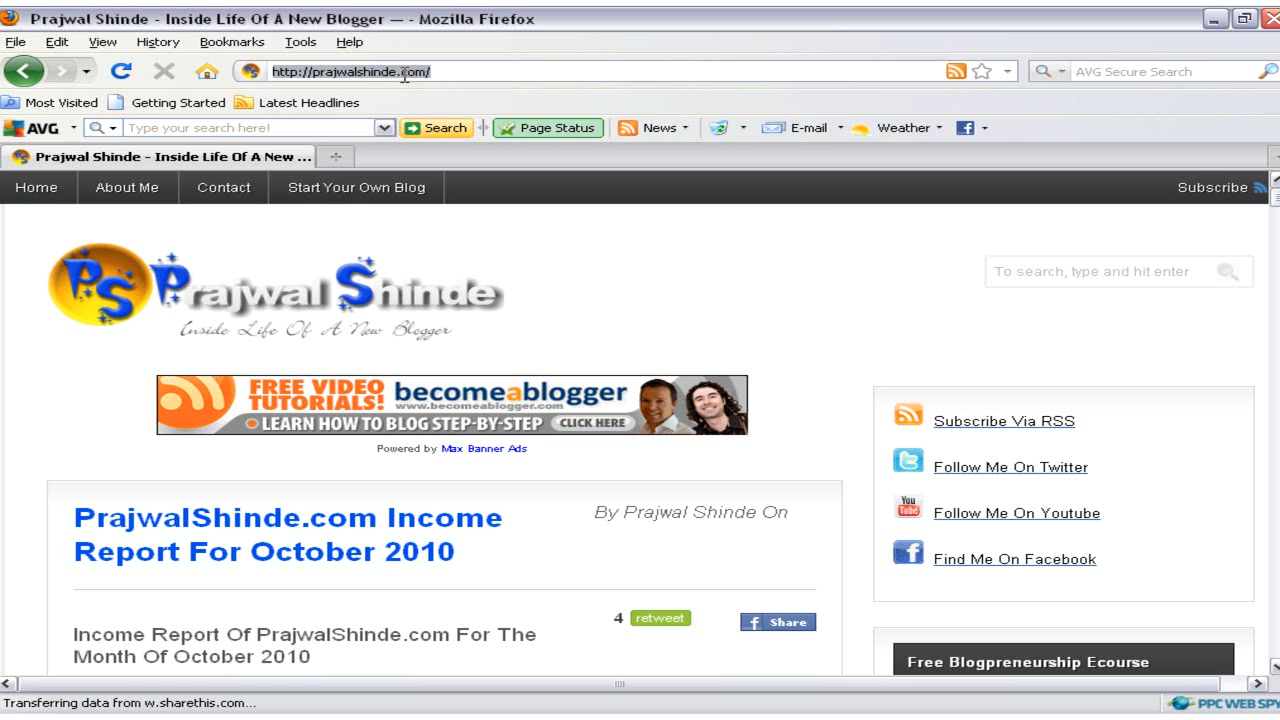 Prajwal Shinde - Inside Life Of A New Blogger — - Mozilla Firefox
File Edit View History Bookmarks Tools Help
http://prajwalshinde.com/
AVG Secure Search
Most Visited Getting Started Latest Headlines
AVG Type your search here! Search Page Status News E-mail Weather
Prajwal Shinde - Inside Life Of A New ...
Home About Me Contact Start Your Own Blog Subscribe
PS Prajwal Shinde
Inside Life Of A New Blogger
To search, type and hit enter
FREE VIDEO TUTORIALS! becomeablogger
www.becomeablogger.com
LEARN HOW TO BLOG STEP-BY-STEP CLICK HERE
Powered by Max Banner Ads
Subscribe Via RSS
Follow Me On Twitter
You Tube Follow Me On Youtube
Find Me On Facebook
PrajwalShinde.com Income
Report For October 2010
By Prajwal Shinde On
4 retweet Share
Income Report Of PrajwalShinde.com For The
Month Of October 2010
Free Blogpreneurship Ecourse
Transferring data from w.sharethis.com...
PPC WEB SPY